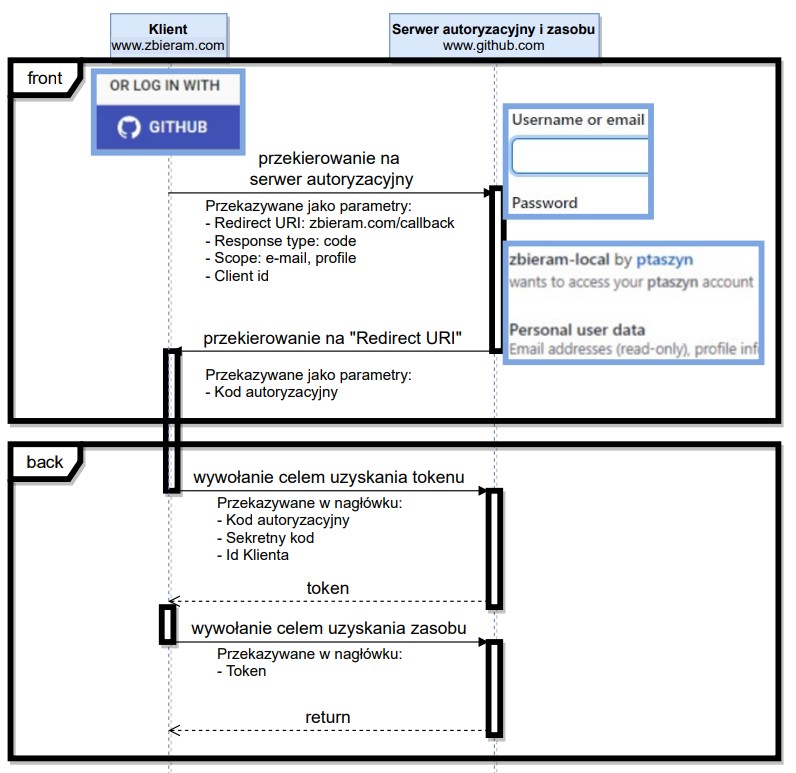 Klient
www.zbieram.com
Serwer autoryzacyjny i zasobu
www.github.com
front
OR LOG IN WITH
GITHUB
Username or email
Password
przekierowanie na
serwer autoryzacyjny
Przekazywane jako parametry:
- Redirect URI: zbieram.com/callback
- Response type: code
- Scope: e-mail, profile
- Client id
zbieram-local by ptaszyn
wants to access your ptaszyn account
Personal user data
Email addresses (read-only), profile inf
przekierowanie na "Redirect URI"
Przekazywane jako parametry:
- Kod autoryzacyjny
back
wywołanie celem uzyskania tokenu
Przekazywane w nagłówku:
- Kod autoryzacyjny
- Sekretny kod
- Id Klienta
token
wywołanie celem uzyskania zasobu
Przekazywane w nagłówku:
- Token
return